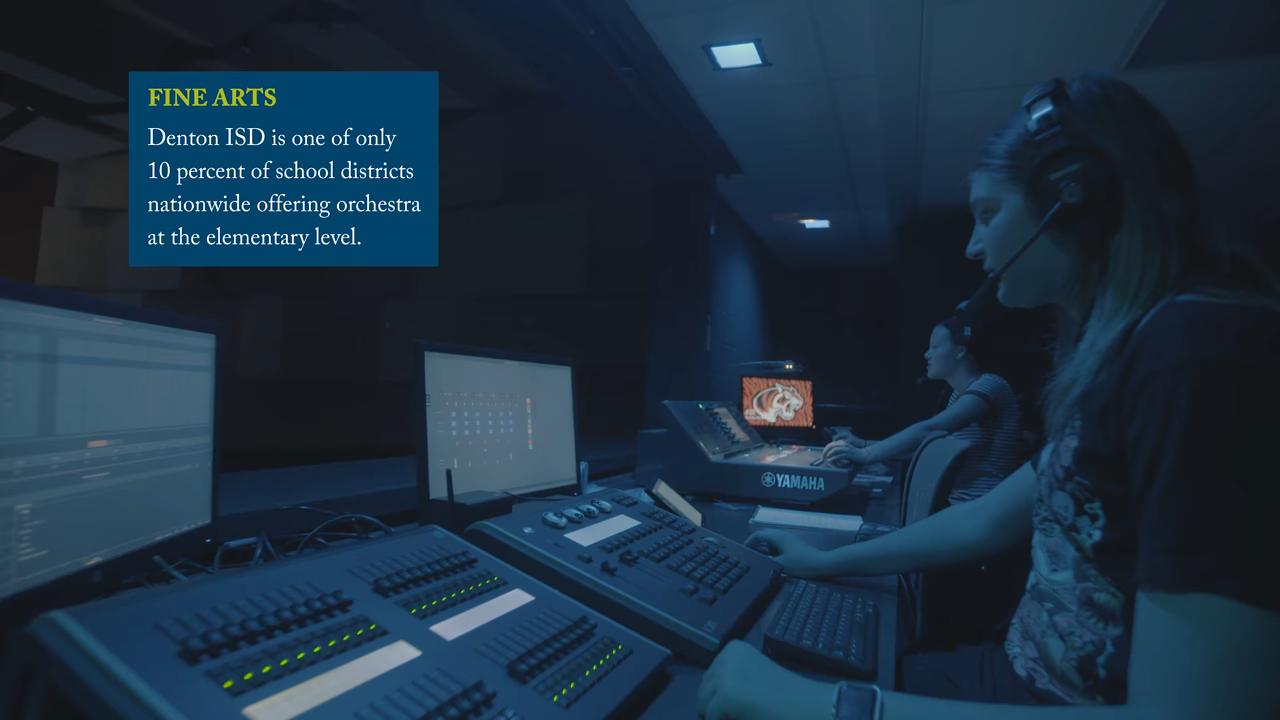 FINE ARTS
Denton ISD is one of only
10 percent of school districts
nationwide offering orchestra
at the elementary level.
YAMAHA